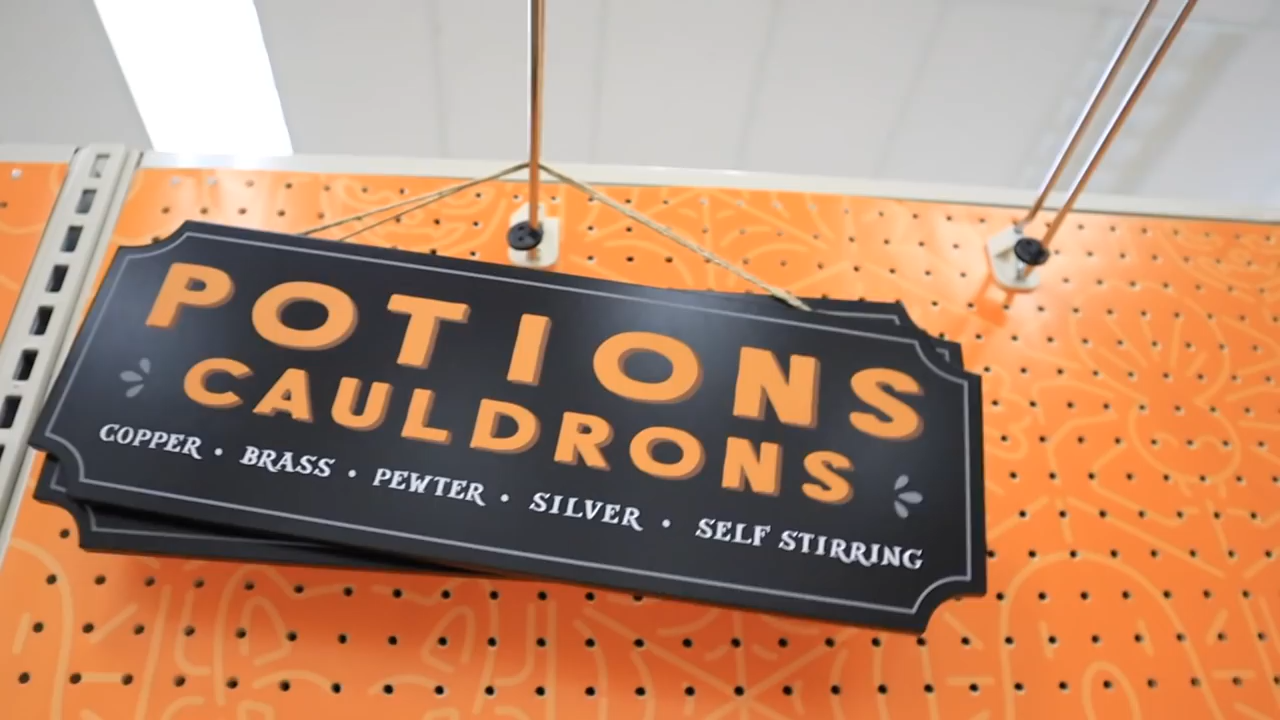 POTIONS
CAULDRONS
COPPER • BRASS • PEWTER • SILVER • SELF STIRRING